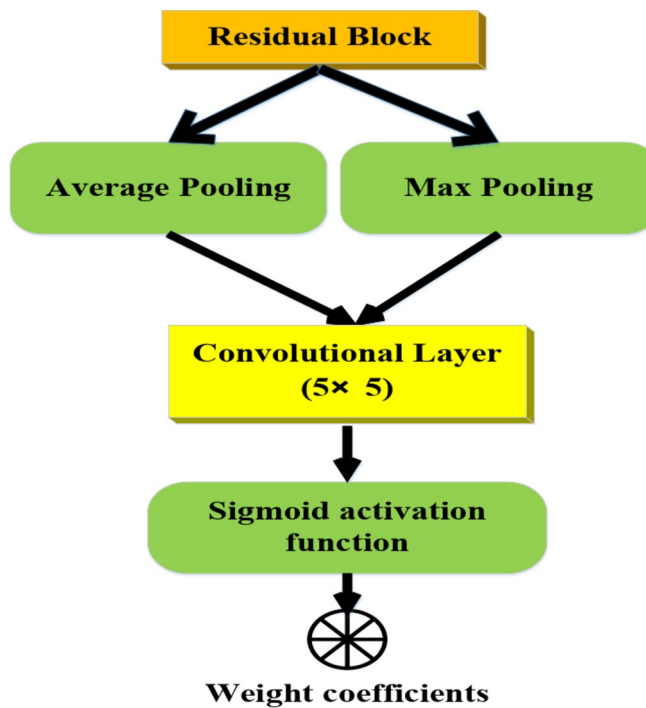 Residual Block
Average Pooling
Max Pooling
Convolutional Layer
(5× 5)
Sigmoid activation
function
Weight coefficients